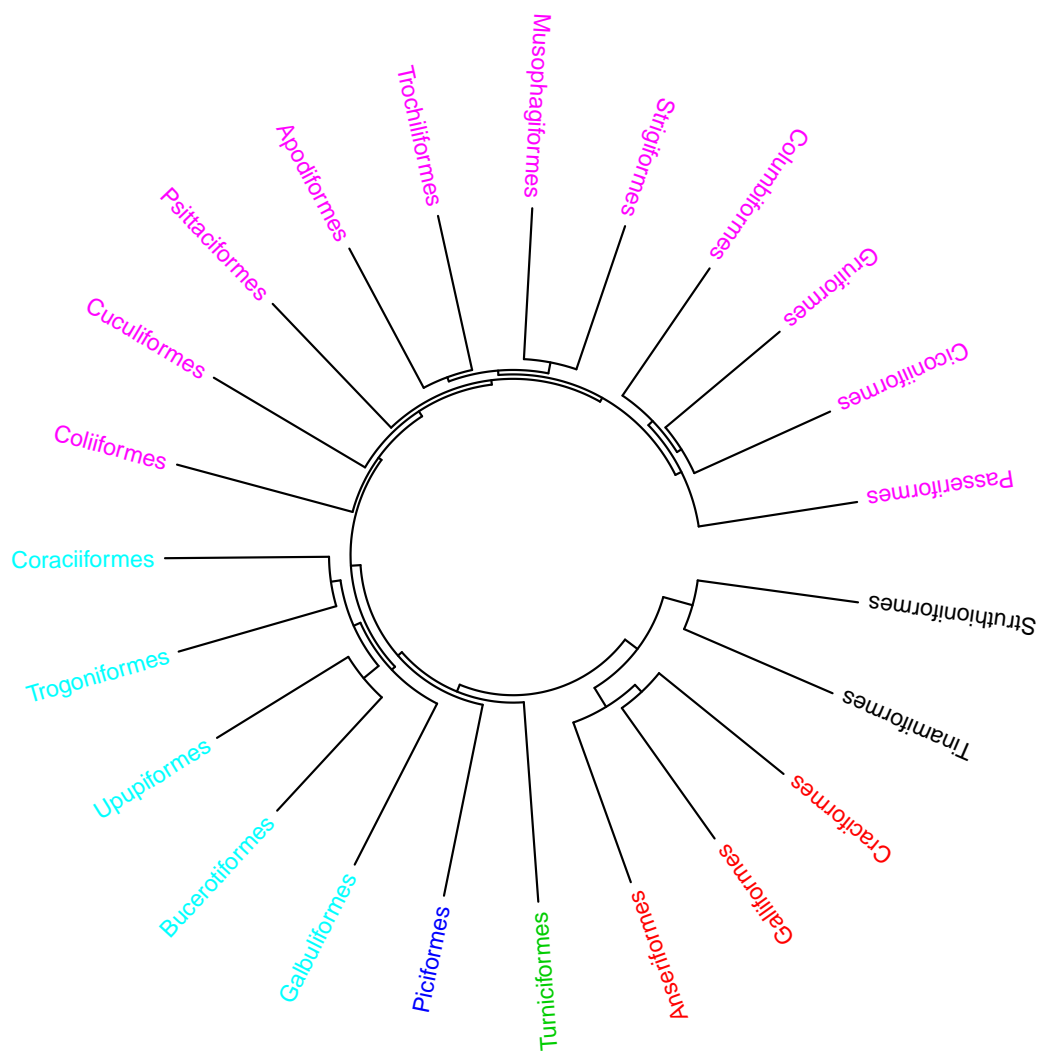 Musophagiformes
Strigiformes
Columbiformes
Gruiformes
Ciconiiformes
Passeriformes
Struthioniformes
Tinamiformes
Craciformes
Galliformes
Anseriformes
Turniciformes
Piciformes
Galbuliformes
Bucerotiformes
Upupiformes
Trogoniformes
Coraciiformes
Coliiformes
Cuculiformes
Psittaciformes
Apodiformes
Trochiliformes